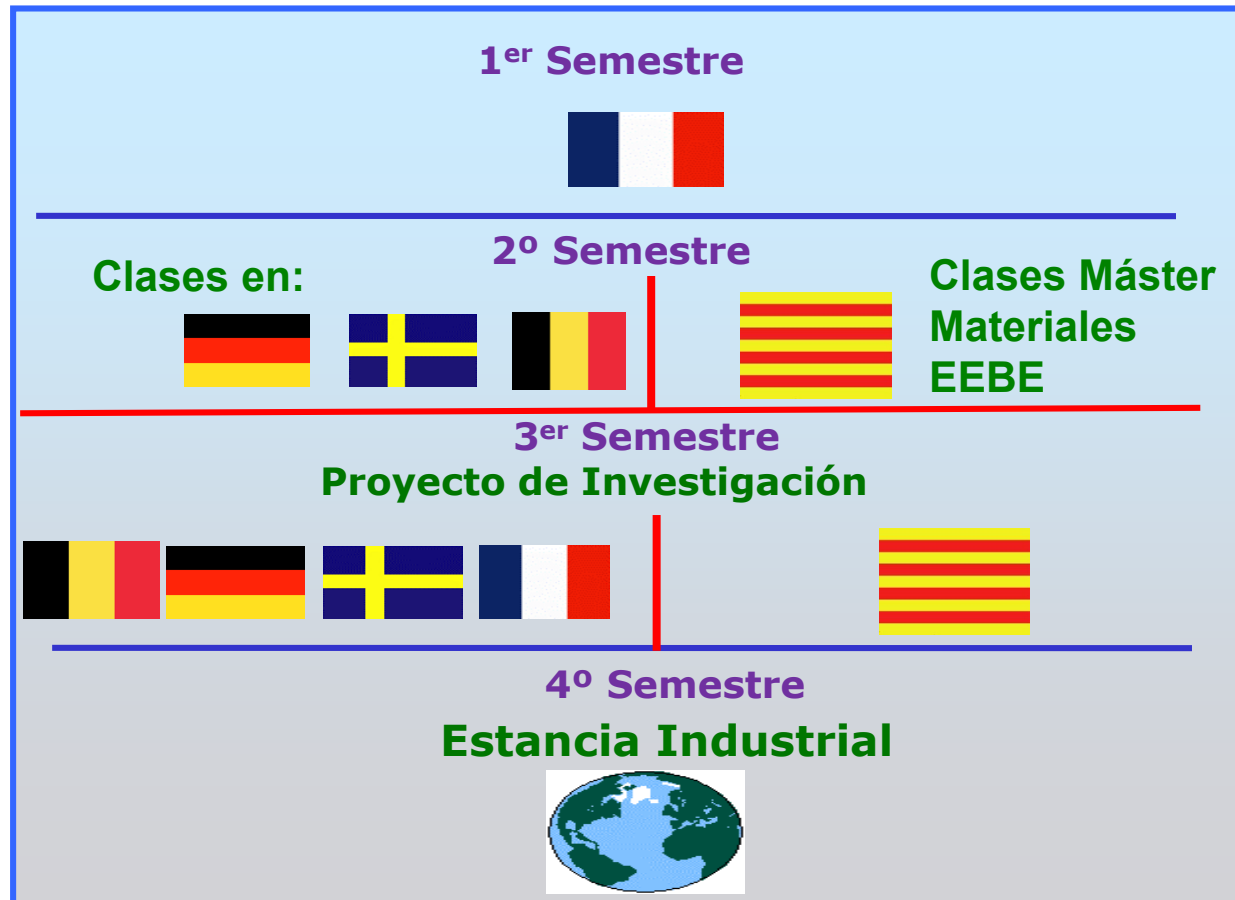 1er Semestre
2º Semestre
Clases en:
Clases Máster
Materiales
EEBE
3er Semestre
Proyecto de Investigación
4º Semestre
Estancia Industrial